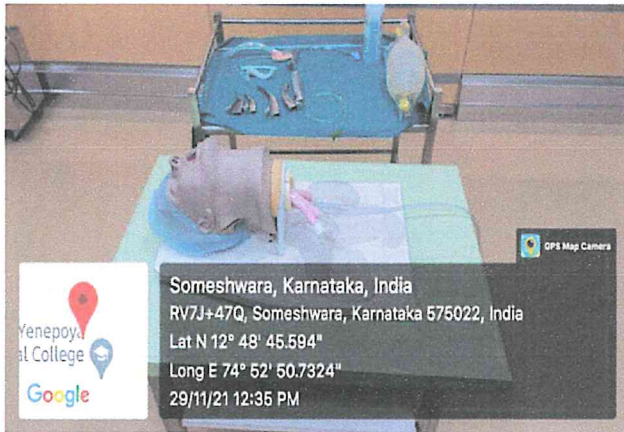 GPS Map Camera
Yenepoya
al College
Google
Someshwara, Karnataka, India
RV7J+47Q, Someshwara, Karnataka 575022, India
Lat N 12° 48' 45.594"
Long E 74° 52' 50.7324"
29/11/21 12:35 PM